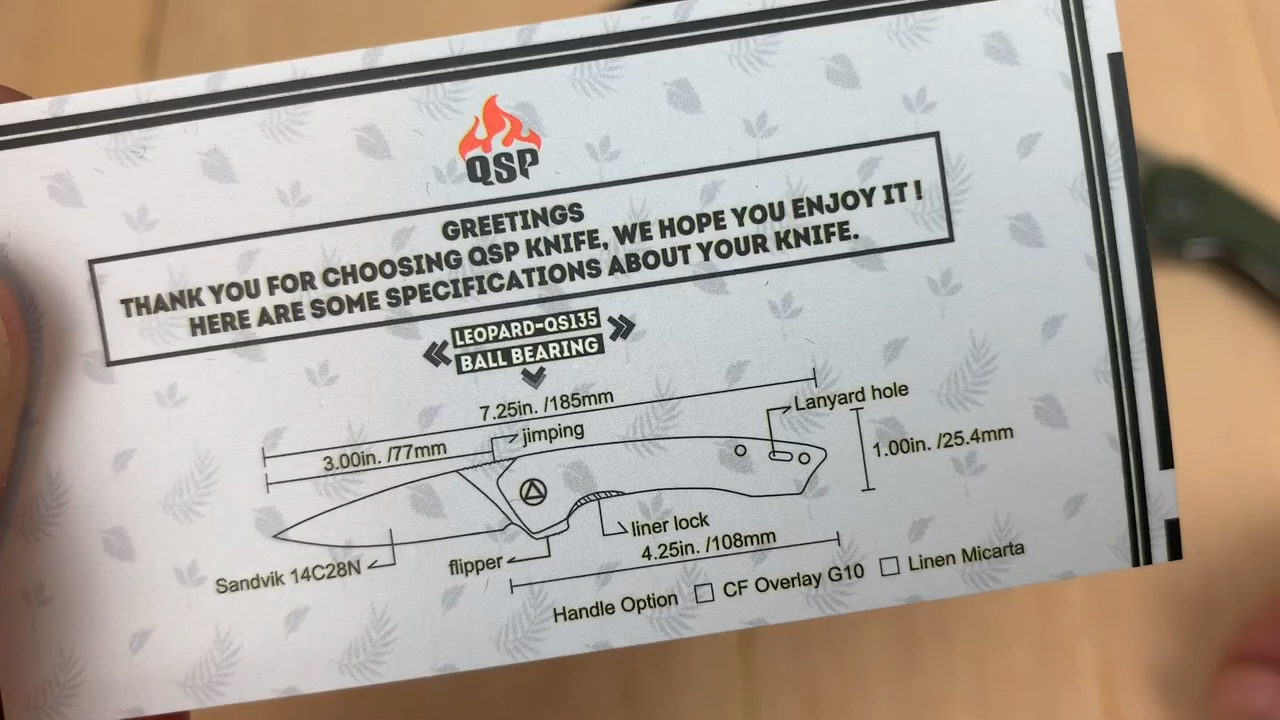 QSP
GREETINGS
THANK YOU FOR CHOOSING QSP KNIFE, WE HOPE YOU ENJOY IT !
HERE ARE SOME SPECIFICATIONS ABOUT YOUR KNIFE.
LEOPARD-QS135
BALL BEARING
7.25in. /185mm
Lanyard hole
jimping
3.00in. /77mm
1.00in. /25.4mm
liner lock
4.25in. /108mm
flipper
Sandvik 14C28N
Handle Option CF Overlay G10 Linen Micarta